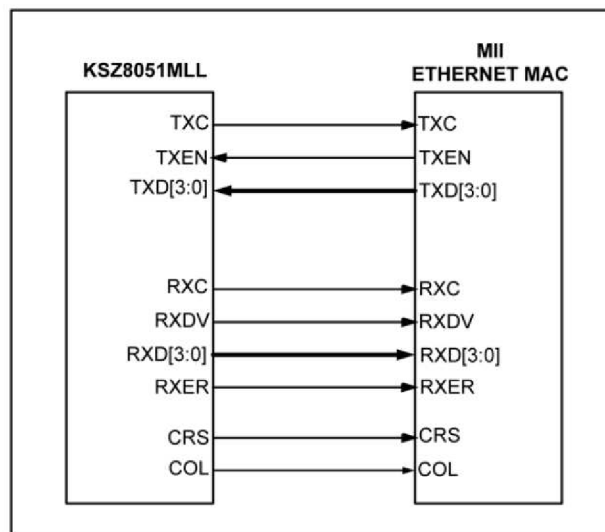 KSZ8051MLL
MII
ETHERNET MAC
TXC TXC
TXEN TXEN
TXD[3:0] TXD[3:0]
RXC RXC
RXDV RXDV
RXD[3:0] RXD[3:0]
RXER RXER
CRS CRS
COL COL